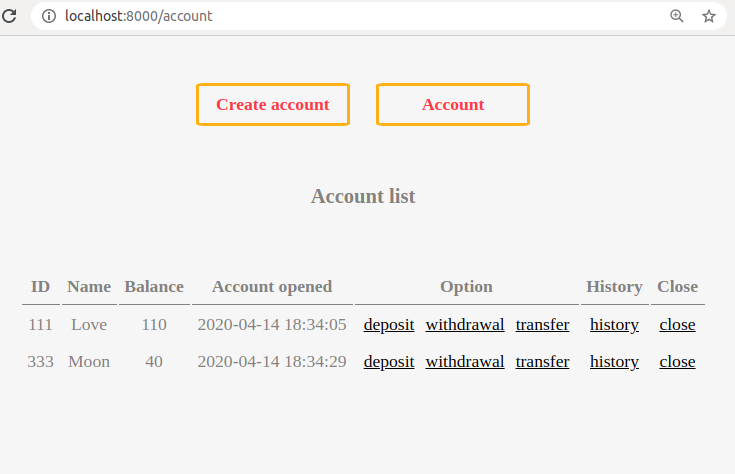 localhost:8000/account
Create account Account
Account list
ID Name Balance Account opened Option History Close
111 Love 110 2020-04-14 18:34:05 deposit withdrawal transfer history close
333 Moon 40 2020-04-14 18:34:29 deposit withdrawal transfer history close